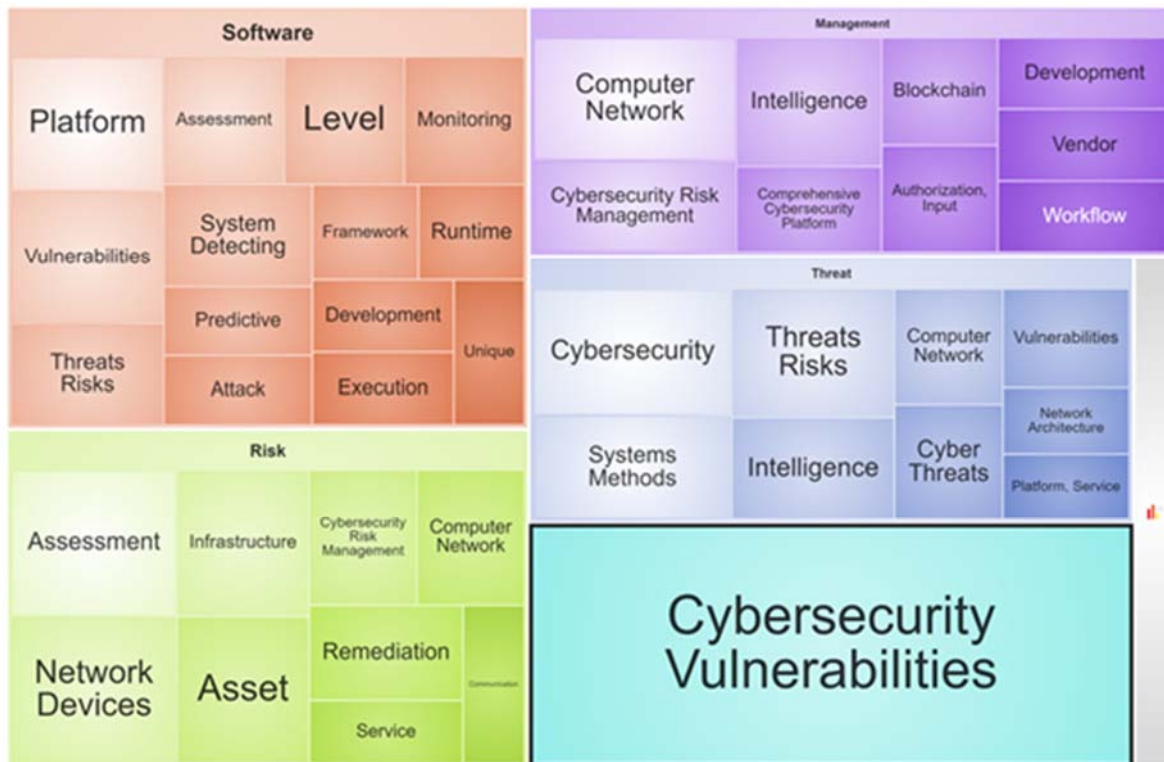 Software
Platform
Assessment
Level
Monitoring
Vulnerabilities
System
Detecting
Framework
Runtime
Threats
Risks
Predictive
Development
Unique
Attack
Execution
Management
Computer
Network
Intelligence
Blockchain
Development
Vendor
Cybersecurity Risk
Management
Comprehensive
Cybersecurity
Platform
Authorization,
Input
Workflow
Threat
Cybersecurity
Threats
Risks
Computer
Network
Vulnerabilities
Systems
Methods
Intelligence
Cyber
Threats
Network
Architecture
Platform, Service
Risk
Assessment
Infrastructure
Cybersecurity
Risk
Management
Computer
Network
Network
Devices
Asset
Remediation
Communication
Service
Cybersecurity
Vulnerabilities